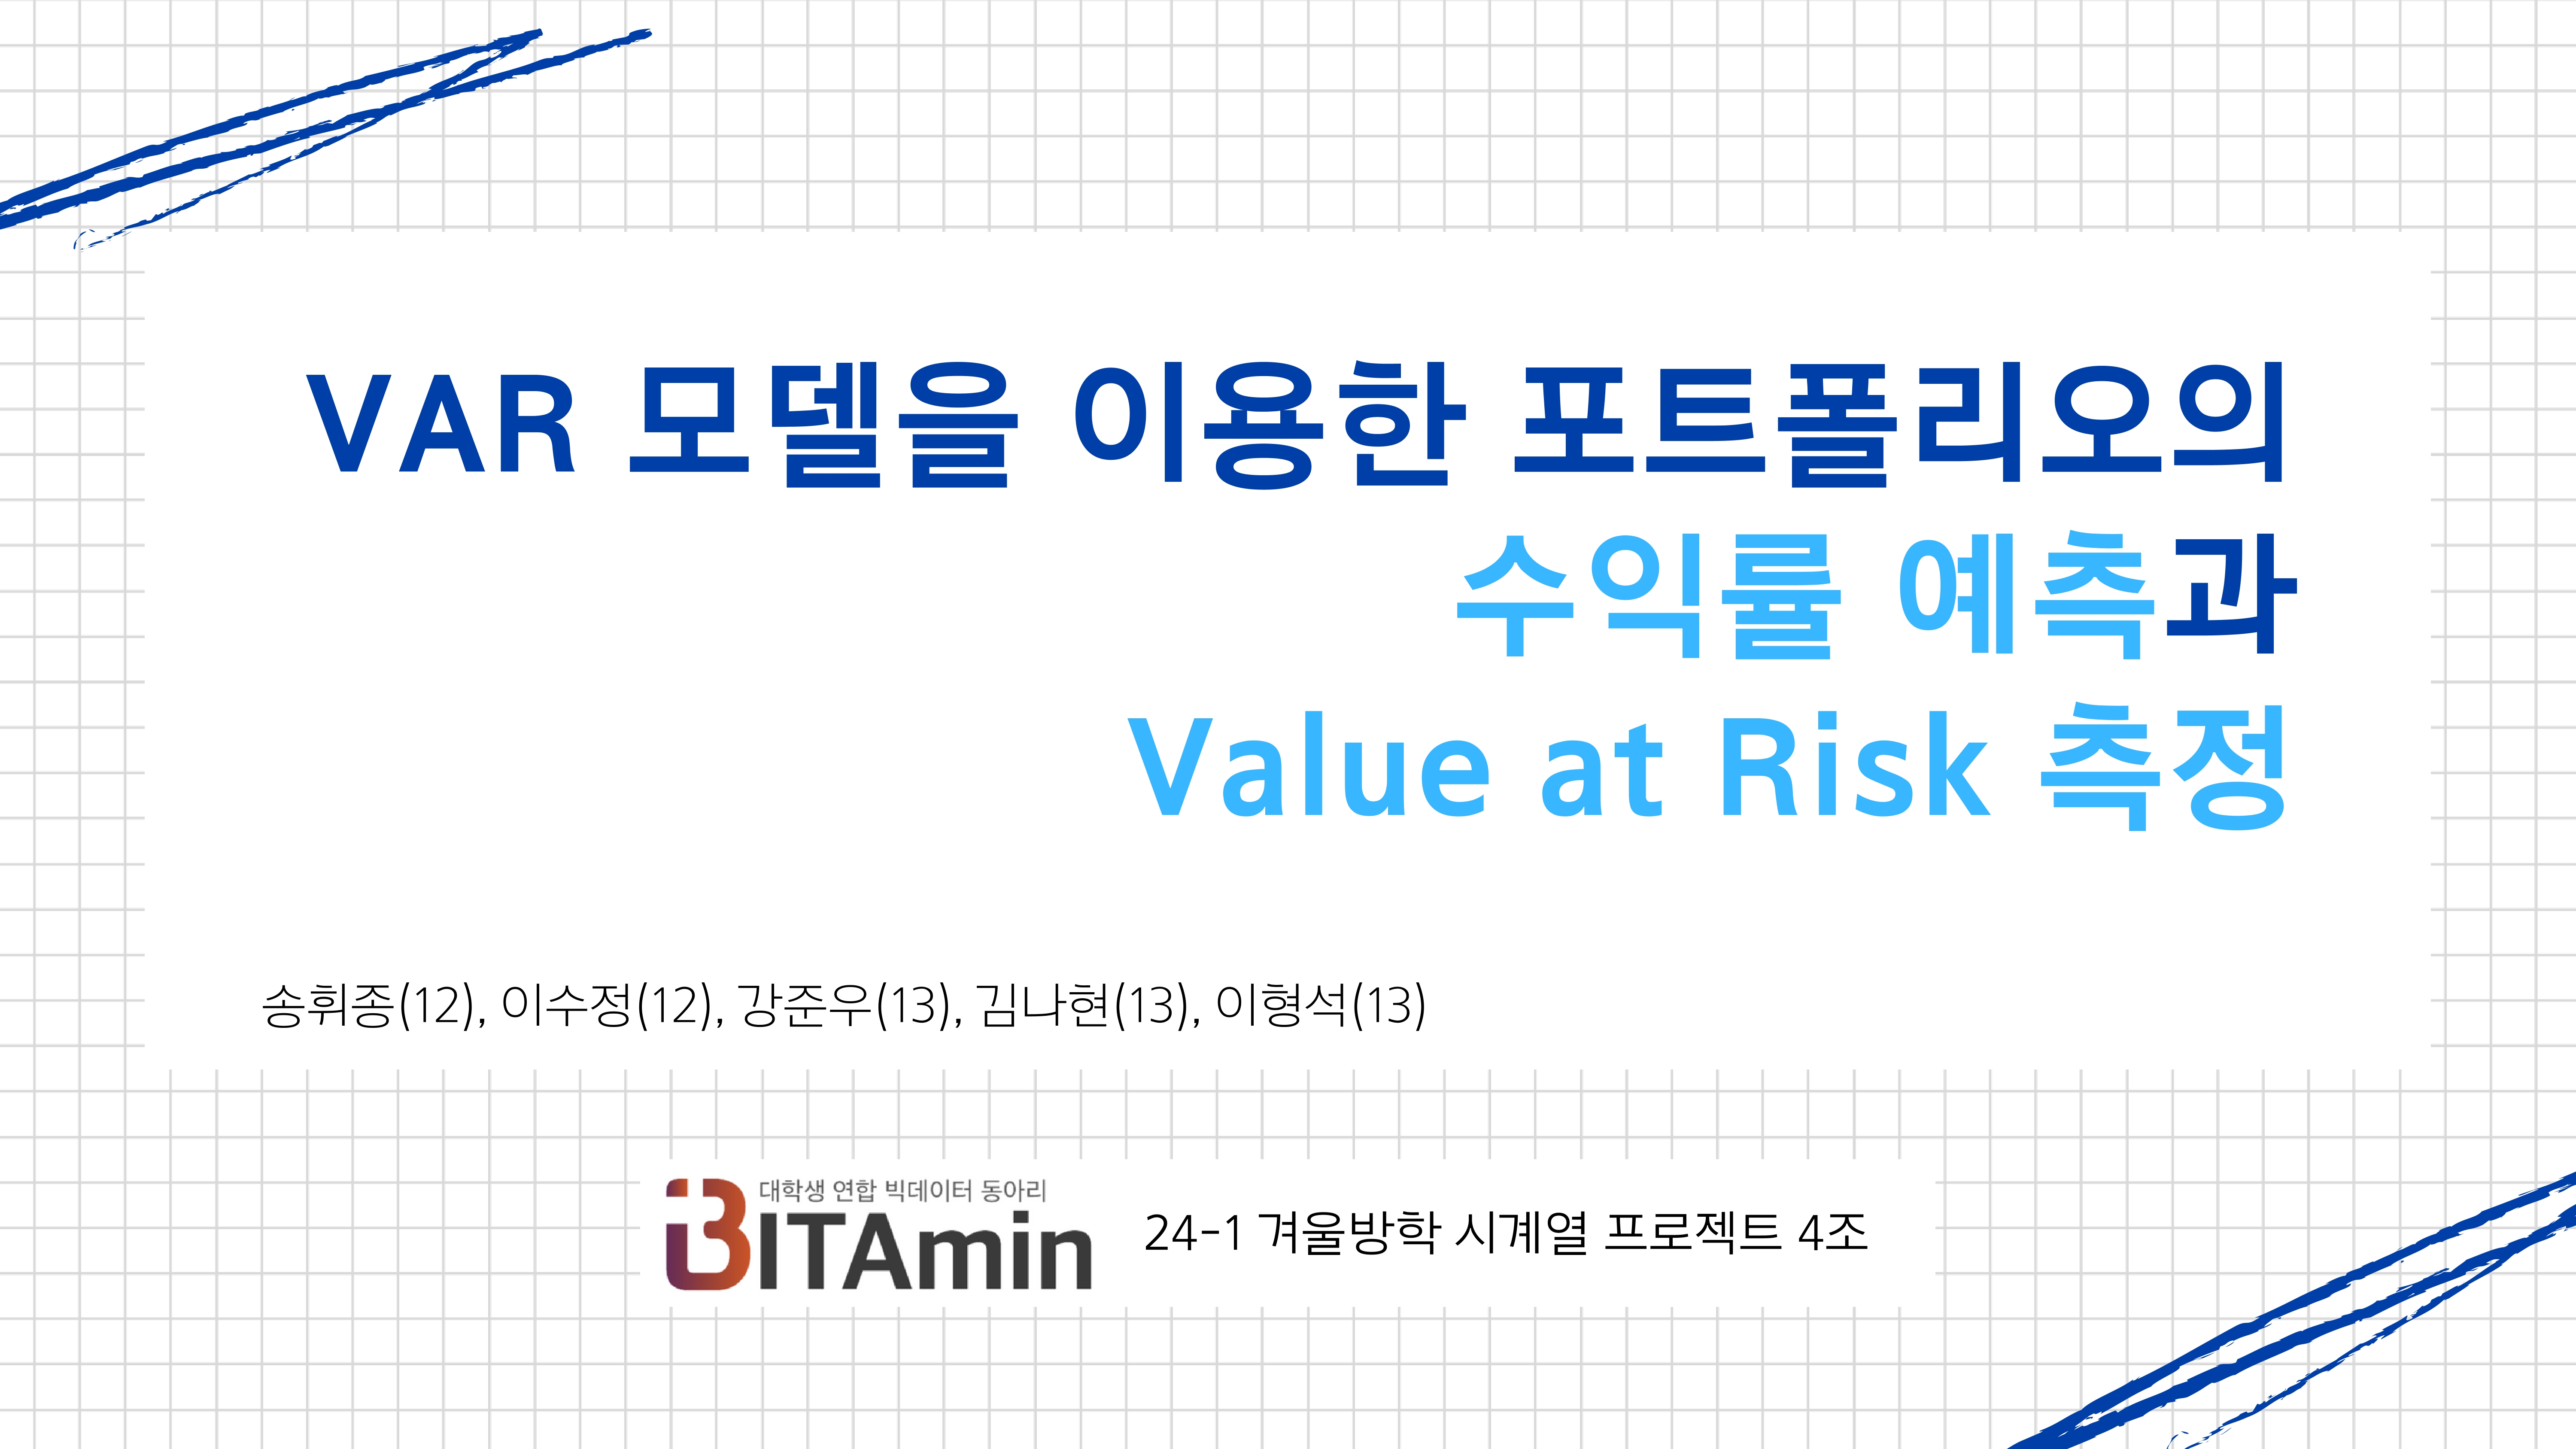 VAR 모델을 이용한 포트폴리오의
수익률 예측과
Value at Risk 측정
송휘종(12), 이수정(12), 강준우(13), 김나현(13), 이형석(13)
대학생 연합 빅데이터 동아리
BITAmin
24-1 겨울방학 시계열 프로젝트 4조